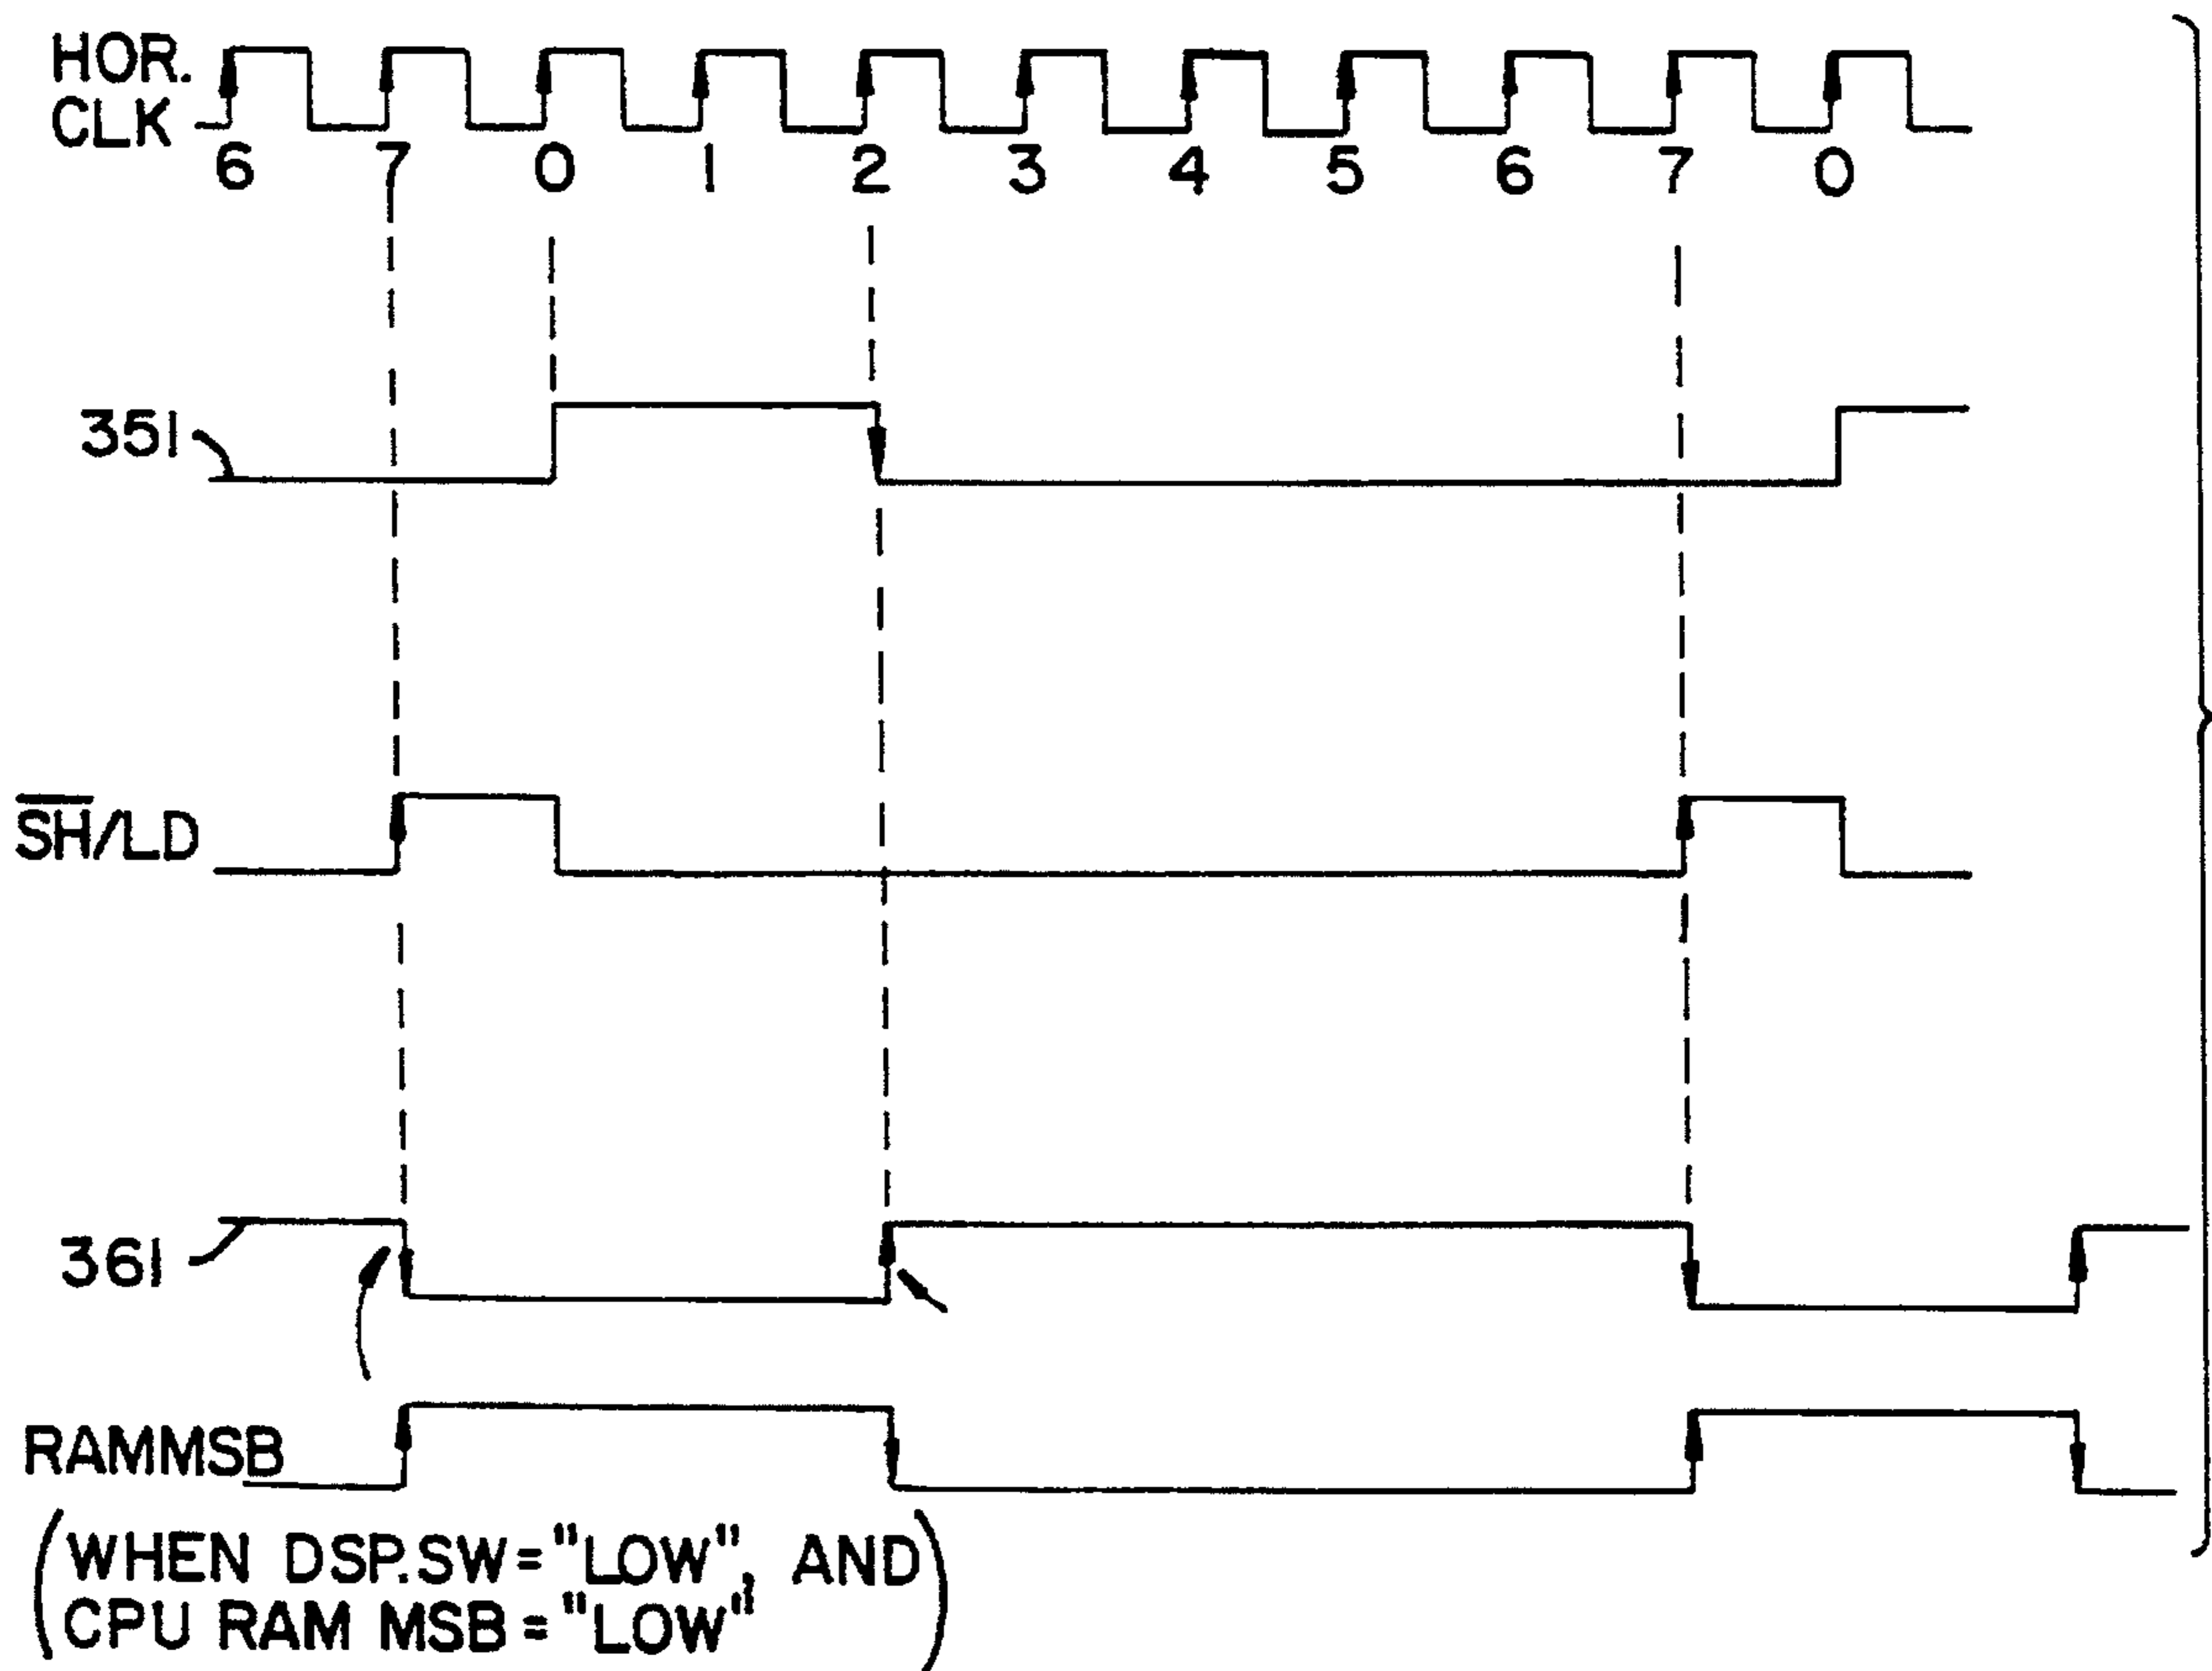 HOR.
CLK
6 7 0 1 2 3 4 5 6 7 0
351
S̅H̅/LD
361
RAMMSB
(WHEN DSP.SW="LOW", AND
CPU RAM MSB="LOW")